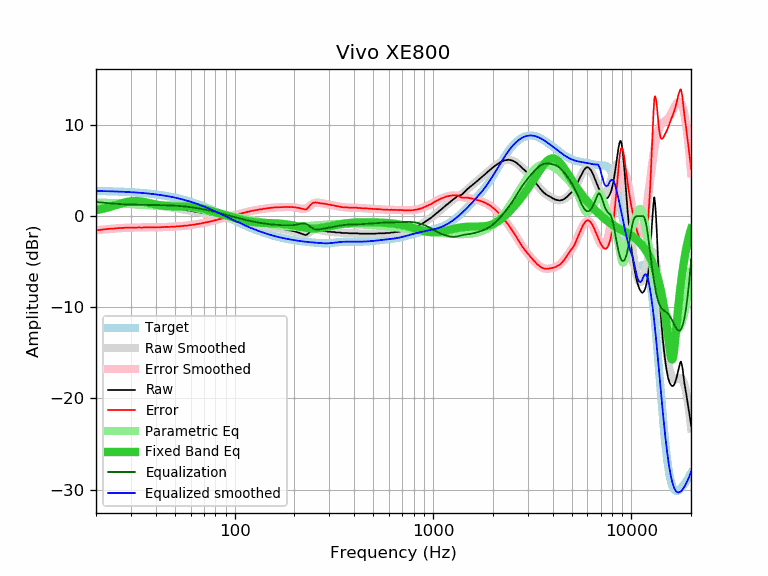 Vivo XE800
10
0
−10
−20
−30
Amplitude (dBr)
Target
Raw Smoothed
Error Smoothed
Raw
Error
Parametric Eq
Fixed Band Eq
Equalization
Equalized smoothed
100
1000
10000
Frequency (Hz)